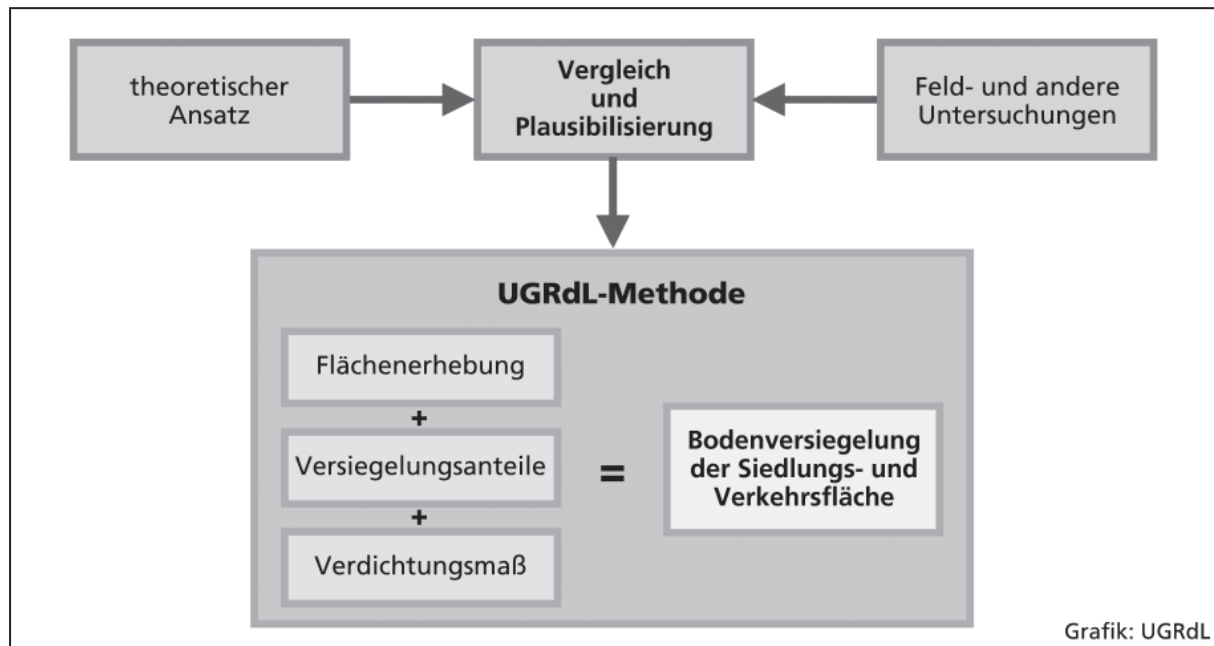 theoretischer
Ansatz
Vergleich
und
Plausibilisierung
Feld- und andere
Untersuchungen
UGRdL-Methode
Flächenerhebung
+
Versiegelungsanteile
+
Verdichtungsmaß
=
Bodenversiegelung
der Siedlungs- und
Verkehrsfläche
Grafik: UGRdL